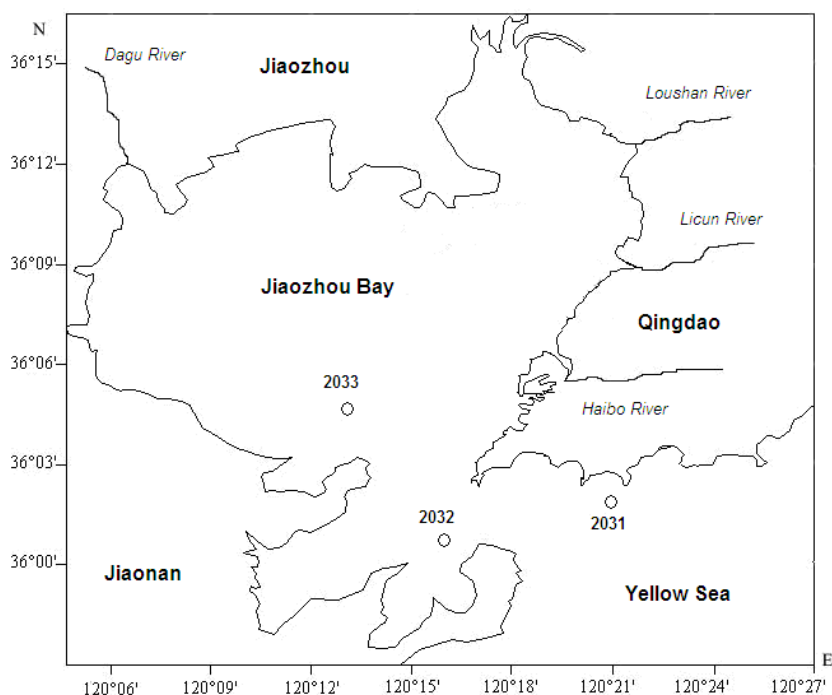 N
36°15'
Dagu River
Jiaozhou
Loushan River
36°12'
Licun River
36°09'
Jiaozhou Bay
Qingdao
36°06'
2033
Haibo River
36°03'
2032
2031
36°00'
Jiaonan
Yellow Sea
E
120°06' 120°09' 120°12' 120°15' 120°18' 120°21' 120°24' 120°27'